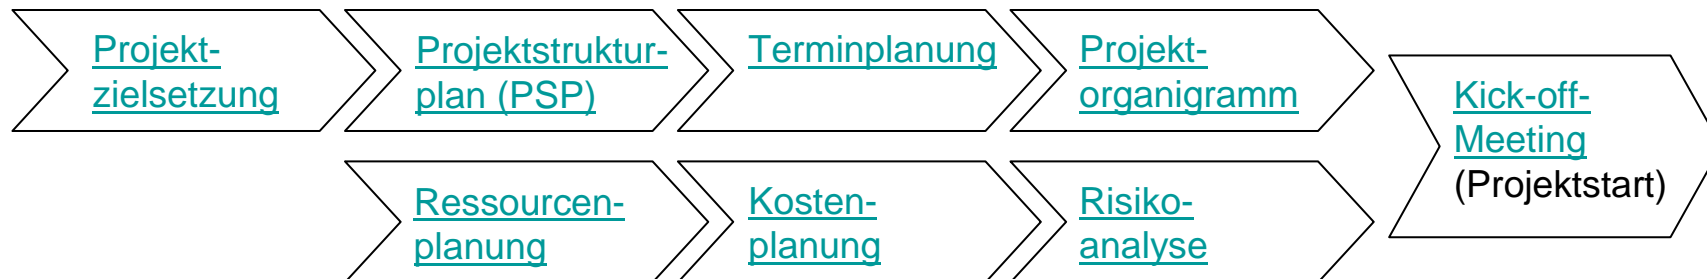 Projekt-
zielsetzung
Projektstruktur-
plan (PSP)
Terminplanung
Projekt-
organigramm
Ressourcen-
planung
Kosten-
planung
Risiko-
analyse
Kick-off-
Meeting
(Projektstart)